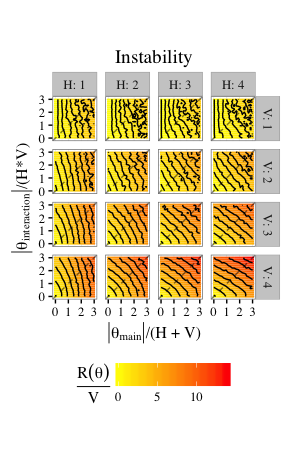 Instability
H: 1 H: 2 H: 3 H: 4
3 2 1 0 V: 1
3 2 1 0 V: 2
3 2 1 0 V: 3
3 2 1 0 V: 4
0 1 2 3 0 1 2 3 0 1 2 3 0 1 2 3
|θinteraction|/(H*V)
|θmain|/(H + V)
R(θ)
V
0 5 10